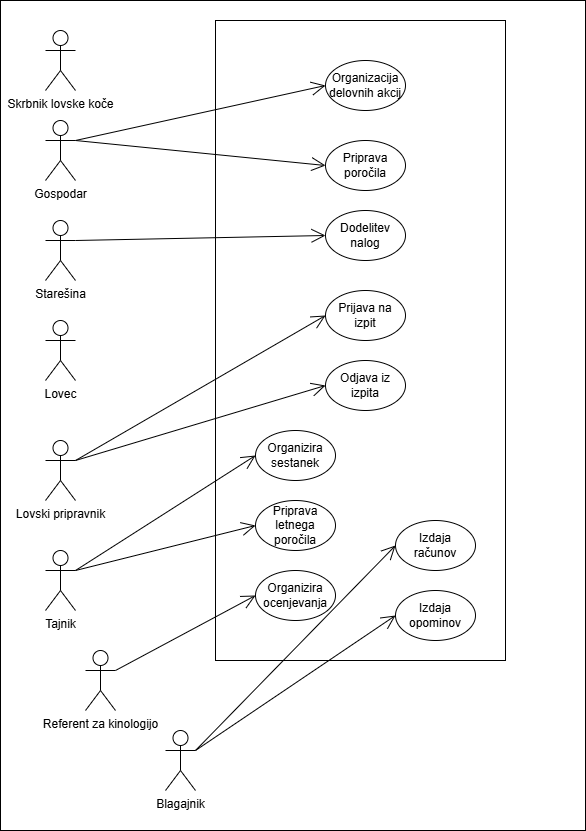 Skrbnik lovske koče
Organizacija
delovnih akcij
Gospodar
Priprava
poročila
Starešina
Dodelitev
nalog
Lovec
Prijava na
izpit
Odjava iz
izpita
Lovski pripravnik
Organizira
sestanek
Priprava
letnega
poročila
Tajnik
Izdaja
računov
Organizira
ocenjevanja
Izdaja
opominov
Referent za kinologijo
Blagajnik